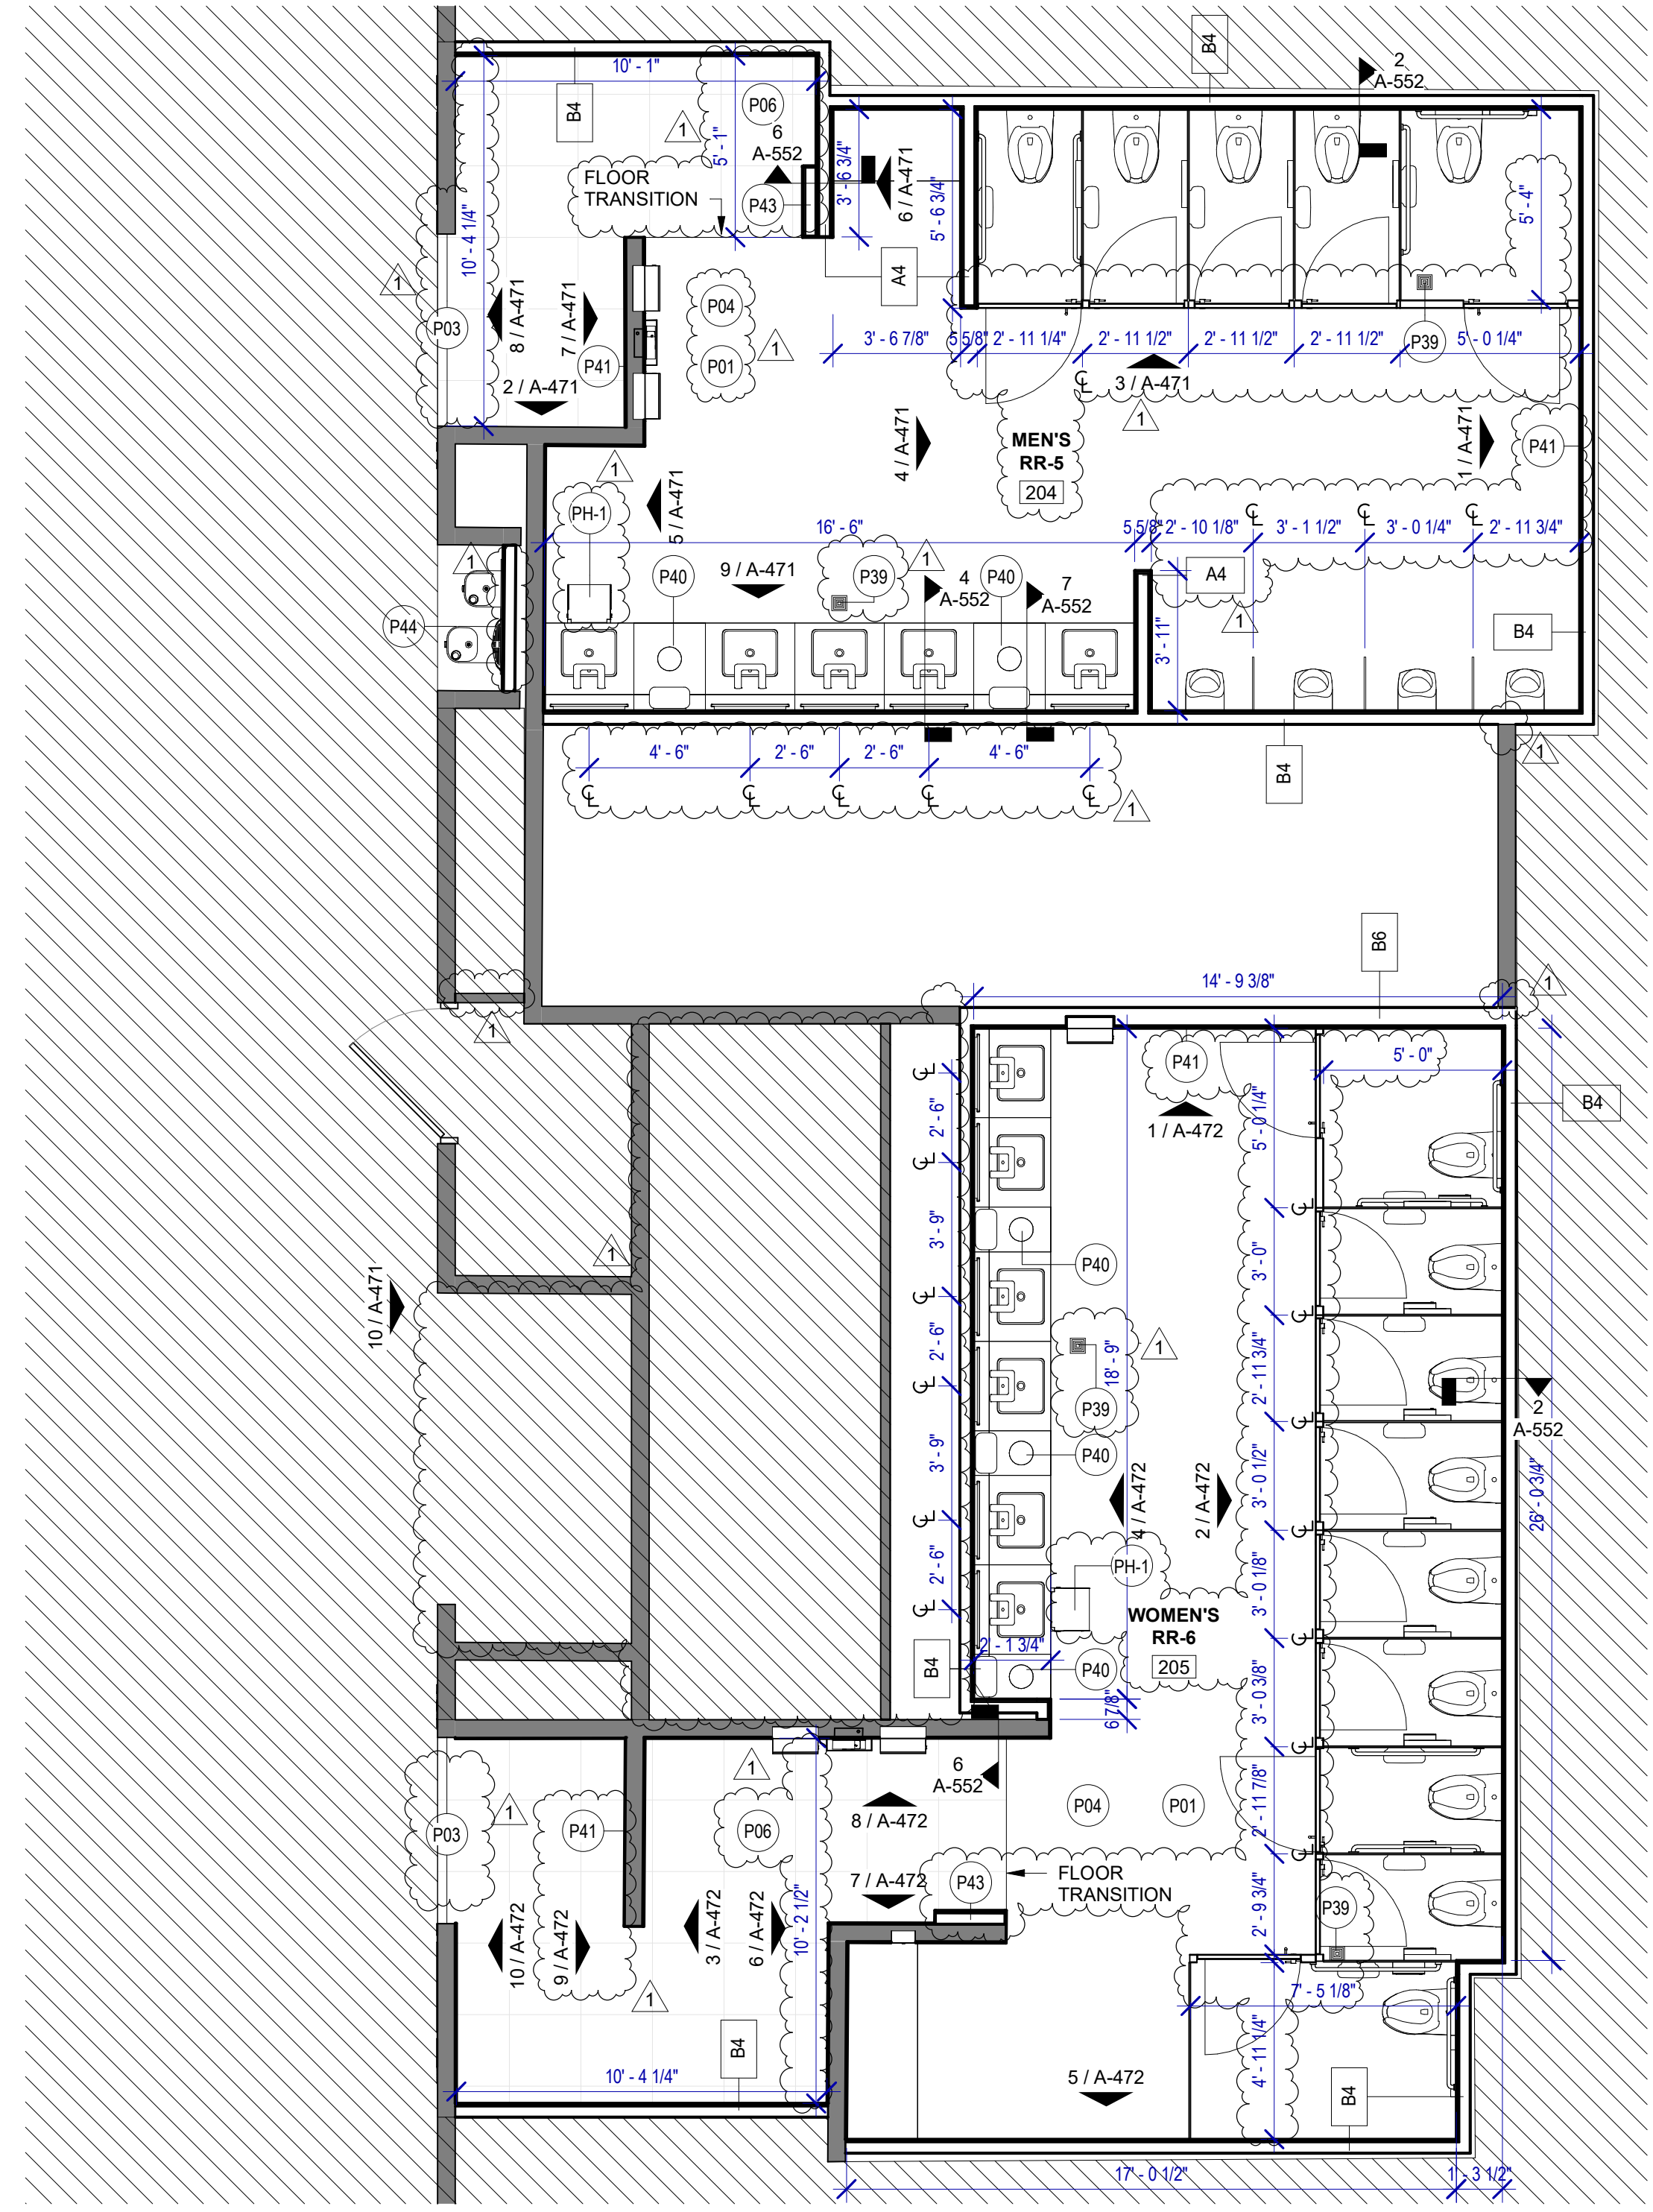 B4
2
A-552
10' - 1"
B4
P06
1
6
A-552
5' - 1"
3' - 6 3/4"
6 / A-471
5' - 6 3/4"
5' - 4"
FLOOR
TRANSITION
P43
10' - 4 1/4"
1
A4
P03
8 / A-471
7 / A-471
P04
P41
P01
1
3' - 6 7/8"
5 5/8"
2' - 11 1/4"
2' - 11 1/2"
2' - 11 1/2"
2' - 11 1/2"
P39
5' - 0 1/4"
2 / A-471
3 / A-471
1
4 / A-471
MEN'S
RR-5
204
1 / A-471
P41
1
PH-1
5 / A-471
16' - 6"
5 5/8"
2' - 10 1/8"
3' - 1 1/2"
3' - 0 1/4"
2' - 11 3/4"
1
P40
9 / A-471
P39
1
4
A-552
P40
7
A-552
A4
1
P44
3' - 11"
B4
4' - 6"
2' - 6"
2' - 6"
4' - 6"
1
B4
1
B6
14' - 9 3/8"
1
1
P41
5' - 0"
B4
2' - 6"
1 / A-472
5' - 0 1/4"
3' - 9"
1
P40
3' - 0"
10 / A-471
2' - 6"
18' - 9"
1
2' - 11 3/4"
P39
2
A-552
3' - 9"
P40
4 / A-472
2 / A-472
3' - 0 1/2"
26' - 0 3/4"
2' - 6"
PH-1
3' - 0 1/8"
WOMEN'S
RR-6
205
2' - 1 3/4"
B4
P40
3' - 0 3/8"
6 7/8"
1
6
A-552
P03
1
P41
P06
8 / A-472
P04
P01
2' - 11 7/8"
7 / A-472
P43
FLOOR
TRANSITION
10 / A-472
9 / A-472
3 / A-472
6 / A-472
10' - 2 1/2"
2' - 9 3/4"
P39
1
7' - 5 1/8"
B4
10' - 4 1/4"
5 / A-472
4' - 11 1/4"
B4
17' - 0 1/2"
1' - 3 1/2"